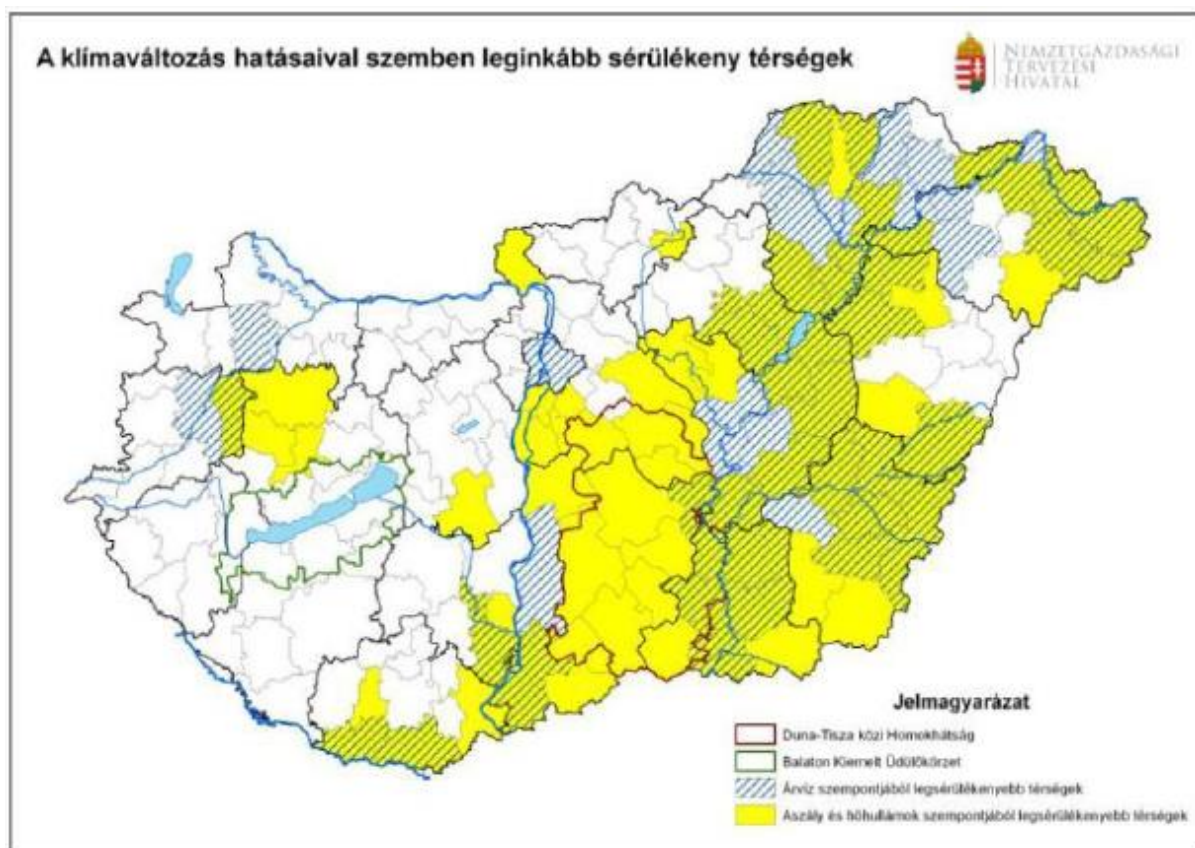 A klímaváltozás hatásaival szemben leginkább sérülékeny térségek
NEMZETGAZDASÁGI
TERVEZÉSI
HIVATAL
Jelmagyarázat
Duna-Tisza közi Homokhátság
Balaton Kiemelt Üdülőkörzet
Árvíz szempontjából legsérülékenyebb térségek
Aszály és hőhullámok szempontjából legsérülékenyebb térségek